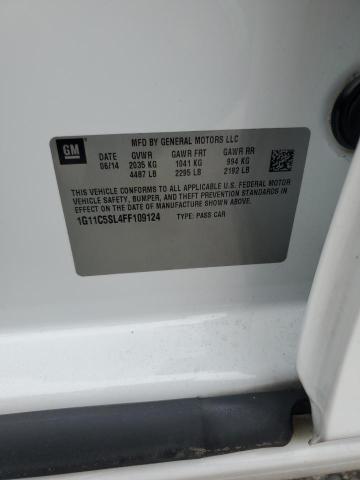 GM
MFD BY GENERAL MOTORS LLC
DATE GVWR GAWR FRT GAWR RR
06/14 2035 KG 1041 KG 994 KG
4487 LB 2295 LB 2192 LB
THIS VEHICLE CONFORMS TO ALL APPLICABLE U.S. FEDERAL MOTOR
VEHICLE SAFETY, BUMPER, AND THEFT PREVENTION STANDARDS IN
EFFECT ON THE DATE OF MANUFACTURE SHOWN ABOVE.
1G11C5SL4FF109124 TYPE: PASS CAR